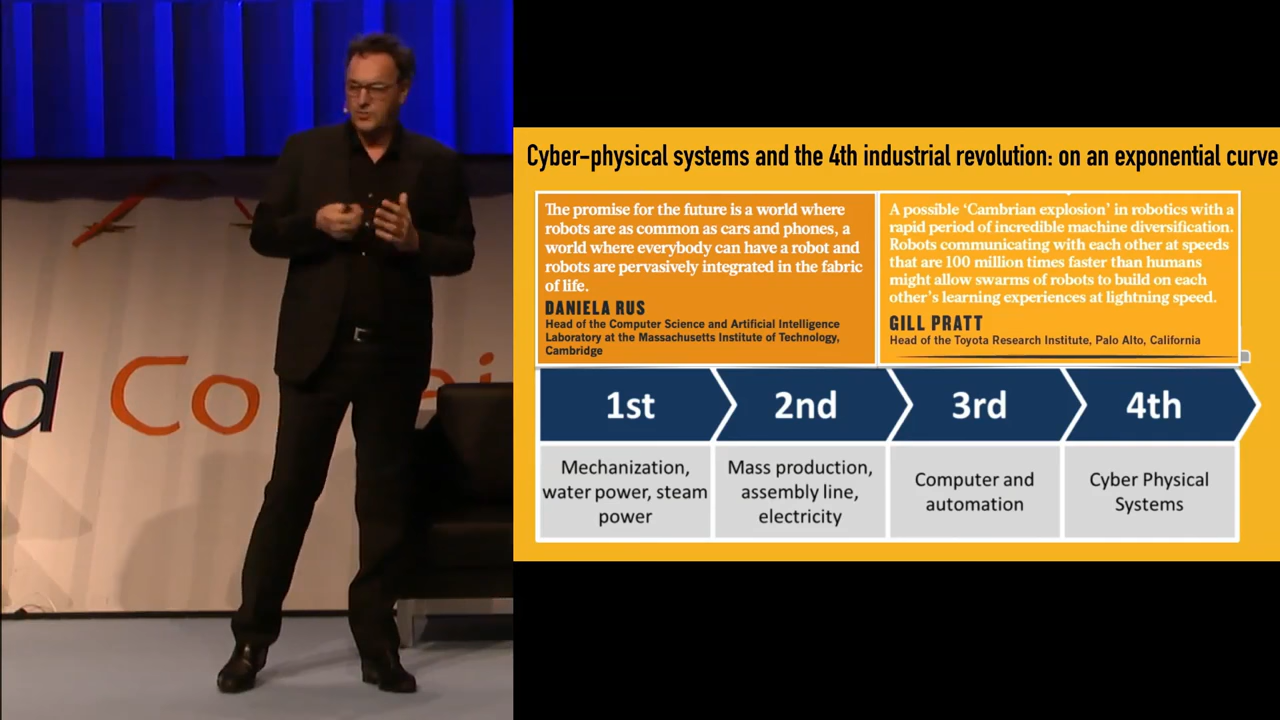 Cyber-physical systems and the 4th industrial revolution: on an exponential curve
The promise for the future is a world where
robots are as common as cars and phones, a
world where everybody can have a robot and
robots are pervasively integrated in the fabric
of life.
DANIELA RUS
Head of the Computer Science and Artificial Intelligence
Laboratory at the Massachusetts Institute of Technology,
Cambridge
A possible ‘Cambrian explosion’ in robotics with a
rapid period of incredible machine diversification.
Robots communicating with each other at speeds
that are 100 million times faster than humans
might allow swarms of robots to build on each
other’s learning experiences at lightning speed.
GILL PRATT
Head of the Toyota Research Institute, Palo Alto, California
1st
2nd
3rd
4th
Mechanization,
water power, steam
power
Mass production,
assembly line,
electricity
Computer and
automation
Cyber Physical
Systems